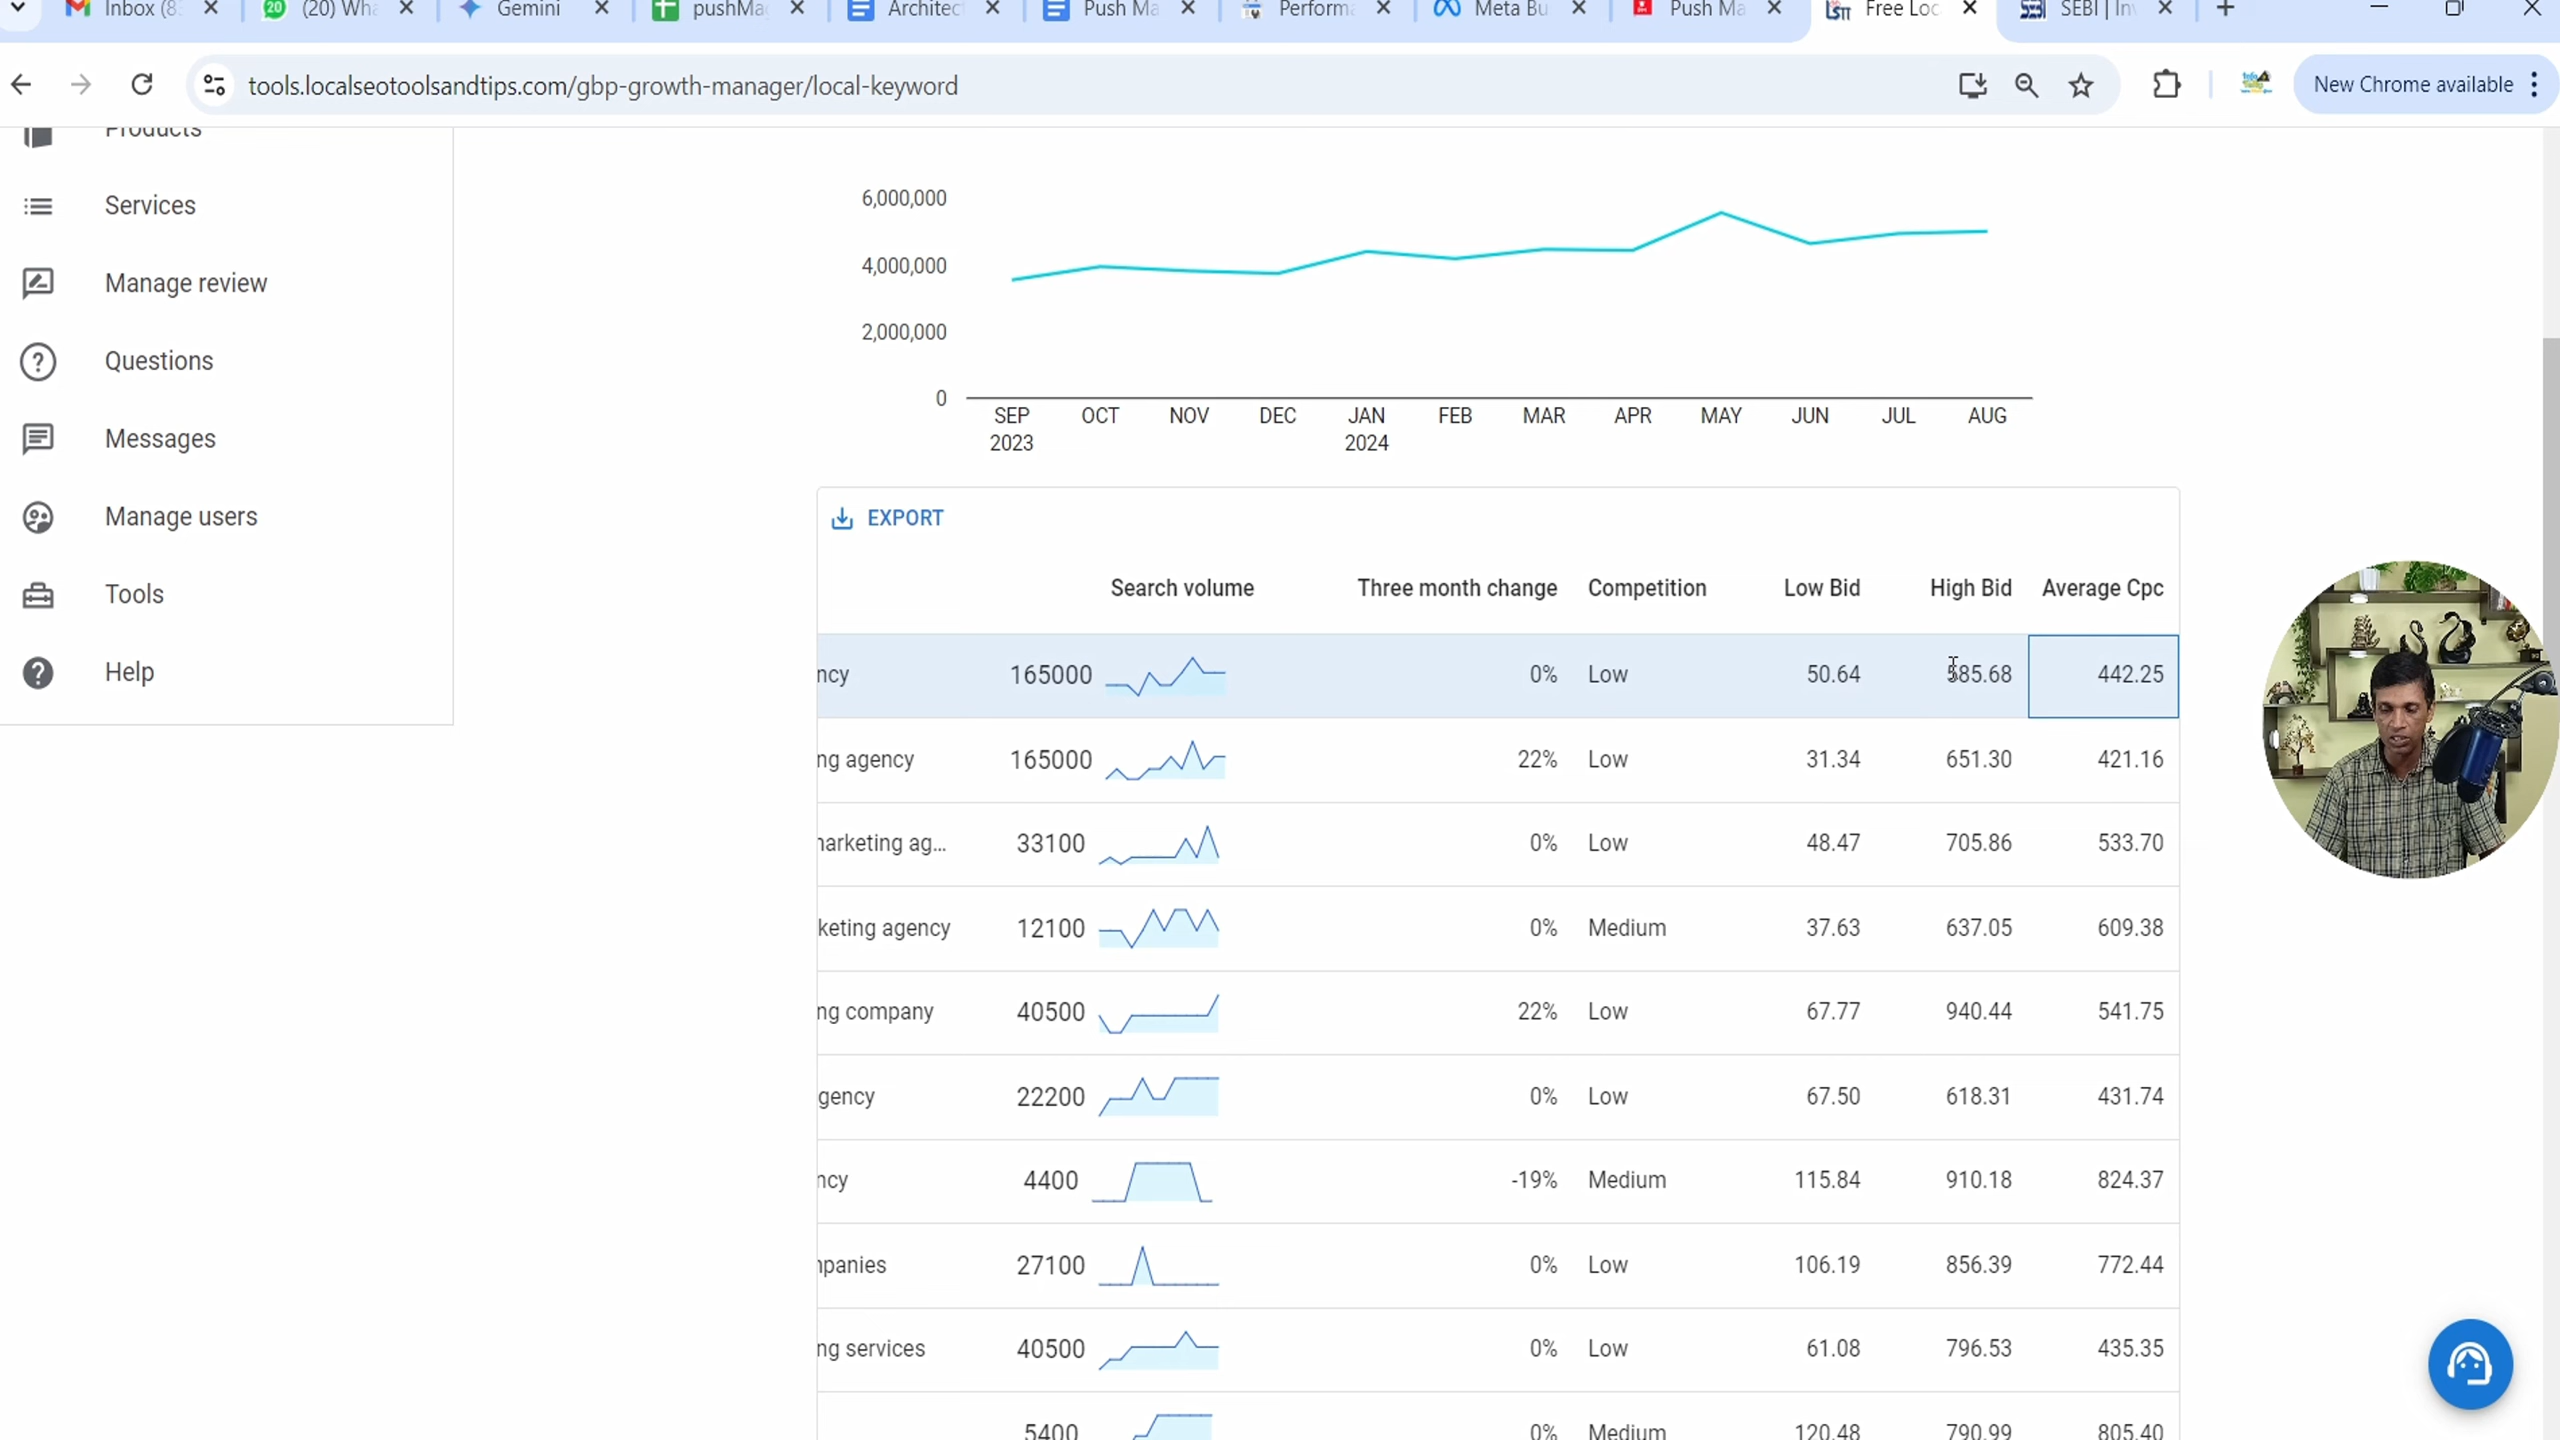 Inbox (8
(20) Wha
Gemini
pushMag
Architec
Push Ma
Perform
Meta Bu
Push Ma
Free Loc
SEBI | In
tools.localseotoolsandtips.com/gbp-growth-manager/local-keyword
New Chrome available
Products
Services
Manage review
Questions
Messages
Manage users
Tools
Help
6,000,000
4,000,000
2,000,000
0
SEP OCT NOV DEC JAN FEB MAR APR MAY JUN JUL AUG
2023 2024
EXPORT
Search volume Three month change Competition Low Bid High Bid Average Cpc
ncy 165000 0% Low 50.64 585.68 442.25
ng agency 165000 22% Low 31.34 651.30 421.16
narketing ag... 33100 0% Low 48.47 705.86 533.70
keting agency 12100 0% Medium 37.63 637.05 609.38
ng company 40500 22% Low 67.77 940.44 541.75
gency 22200 0% Low 67.50 618.31 431.74
ncy 4400 -19% Medium 115.84 910.18 824.37
npanies 27100 0% Low 106.19 856.39 772.44
ng services 40500 0% Low 61.08 796.53 435.35
5400 0% Medium 120.48 790.99 805.40